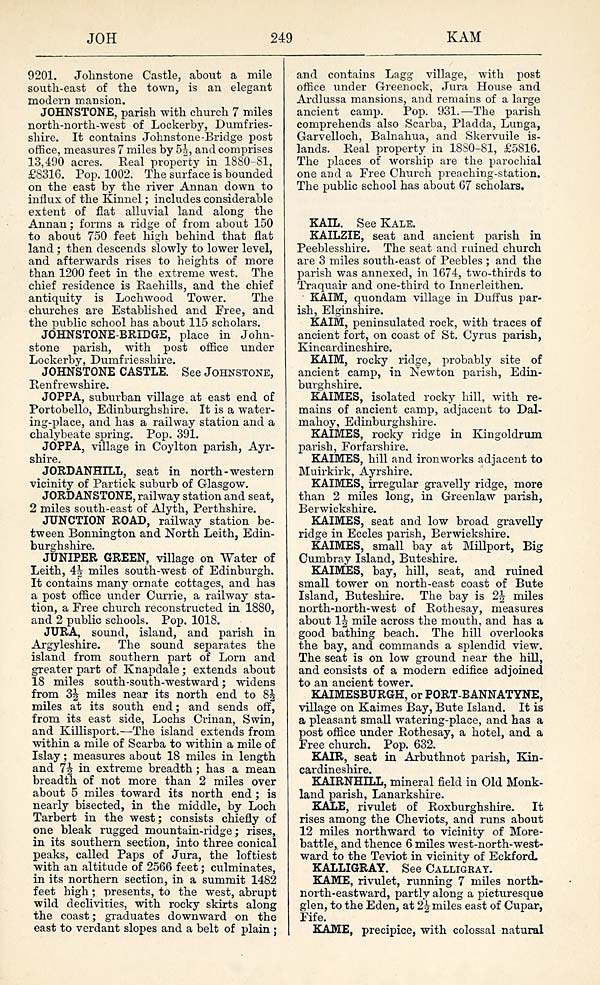 JOH 249 KAM
9201. Johnstone Castle, about a mile
south-east of the town, is an elegant
modern mansion.
JOHNSTONE, parish with church 7 miles
north-north-west of Lockerby, Dumfries-
shire. It contains Johnstone-Bridge post
office, measures 7 miles by 5½, and comprises
13,490 acres. Real property in 1880-81,
£8316. Pop. 1002. The surface is bounded
on the east by the river Annan down to
influx of the Kinnel; includes considerable
extent of flat alluvial land along the
Annan; forms a ridge of from about 150
to about 750 feet high behind that flat
land; then descends slowly to lower level,
and afterwards rises to heights of more
than 1200 feet in the extreme west. The
chief residence is Raehills, and the chief
antiquity is Lochwood Tower. The
churches are Established and Free, and
the public school has about 115 scholars.
JOHNSTONE-BRIDGE, place in John-
stone parish, with post office under
Lockerby, Dumfriesshire.
JOHNSTONE CASTLE. See JOHNSTONE,
Renfrewshire.
JOPPA, suburban village at east end of
Portobello, Edinburghshire. It is a water-
ing-place, and has a railway station and a
chalybeate spring. Pop. 391.
JOPPA, village in Coylton parish, Ayr-
shire.
JORDANHILL, seat in north-western
vicinity of Partick suburb of Glasgow.
JORDANSTONE, railway station and seat,
2 miles south-east of Alyth, Perthshire.
JUNCTION ROAD, railway station be-
tween Bonnington and North Leith, Edin-
burghshire.
JUNIPER GREEN, village on Water of
Leith, 4½ miles south-west of Edinburgh.
It contains many ornate cottages, and has
a post office under Currie, a railway sta-
tion, a Free church reconstructed in 1880,
and 2 public schools. Pop. 1018.
JURA, sound, island, and parish in
Argyleshire. The sound separates the
island from southern part of Lorn and
greater part of Knapdale; extends about
18 miles south-south-westward; widens
from 3½ miles near its north end to 8½
miles at its south end; and sends off,
from its east side, Lochs Crinan, Swin,
and Killisport.—The island extends from
within a mile of Scarba to within a mile of
Islay; measures about 18 miles in length
and 7½ in extreme breadth; has a mean
breadth of not more than 2 miles over
about 5 miles toward its north end; is
nearly bisected, in the middle, by Loch
Tarbert in the west; consists chiefly of
one bleak rugged mountain-ridge; rises,
in its southern section, into three conical
peaks, called Paps of Jura, the loftiest
with an altitude of 2566 feet; culminates,
in its northern section, in a summit 1482
feet high; presents, to the west, abrupt
wild declivities, with rocky skirts along
the coast; graduates downward on the
east to verdant slopes and a belt of plain;
and contains Lagg village, with post
office under Greenock, Jura House and
Ardlussa mansions, and remains of a large
ancient camp. Pop. 931.—The parish
comprehends also Scarba, Pladda, Lunga,
Garvelloch, Balnahua, and Skervuile is-
lands. Real property in 1880-81, £5816.
The places of worship are the parochial
one and a Free Church preaching-station.
The public school has about 67 scholars.
KAIL. See KALE.
KAILZIE, seat and ancient parish in
Peeblesshire. The seat and ruined church
are 3 miles south-east of Peebles; and the
parish was annexed, in 1674, two-thirds to
Traquair and one-third to Innerleithen.
KAIM, quondam village in Duffus par-
ish, Elginshire.
KAIM, peninsulated rock, with traces of
ancient fort, on coast of St. Cyrus parish,
Kincardineshire.
KAIM, rocky ridge, probably site of
ancient camp, in Newton parish, Edin-
burghshire.
KAIMES, isolated rocky hill, with re-
mains of ancient camp, adjacent to Dal-
mahoy, Edinburghshire.
KAIMES, rocky ridge in Kingoldrum
parish, Forfarshire.
KAIMES, hill and ironworks adjacent to
Muirkirk, Ayrshire.
KAIMES, irregular gravelly ridge, more
than 2 miles long, in Greenlaw parish,
Berwickshire.
KAIMES, seat and low broad gravelly
ridge in Eccles parish, Berwickshire.
KAIMES, small bay at Millport, Big
Cumbray Island, Buteshire.
KAIMES, bay, hill, seat, and ruined
small tower on north-east coast of Bute
Island, Buteshire. The bay is 2½ miles
north-north-west of Rothesay, measures
about 1½ mile across the mouth, and has a
good bathing beach. The hill overlooks
the bay, and commands a splendid view.
The seat is on low ground near the hill,
and consists of a modern edifice adjoined
to an ancient tower.
KAIMESBURGH, or PORT-BANNATYNE,
village on Kaimes Bay, Bute Island. It is
a pleasant small watering-place, and has a
post office under Rothesay, a hotel, and a
Free church. Pop. 632.
KAIR, seat in Arbuthnot parish, Kin-
cardineshire.
KAIRNHILL, mineral field in Old Monk-
land parish, Lanarkshire.
KALE, rivulet of Roxburghshire. It
rises among the Cheviots, and runs about
12 miles northward to vicinity of More-
battle, and thence 6 miles west-north-west-
ward to the Teviot in vicinity of Eckford.
KALLIGRAY. See CALLIGRAY.
KAME, rivulet, running 7 miles north-
north-eastward, partly along a picturesque
glen, to the Eden, at 2½ miles east of Cupar,
Fife.
KAME, precipice, with colossal natural